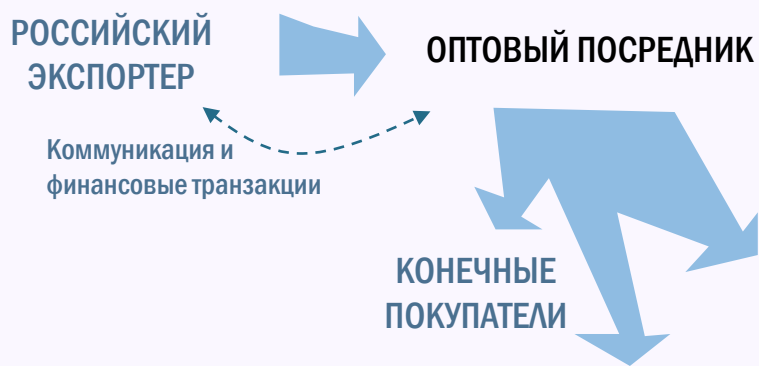 РОССИЙСКИЙ
ЭКСПОРТЕР
ОПТОВЫЙ ПОСРЕДНИК
Коммуникация и
финансовые транзакции
КОНЕЧНЫЕ
ПОКУПАТЕЛИ